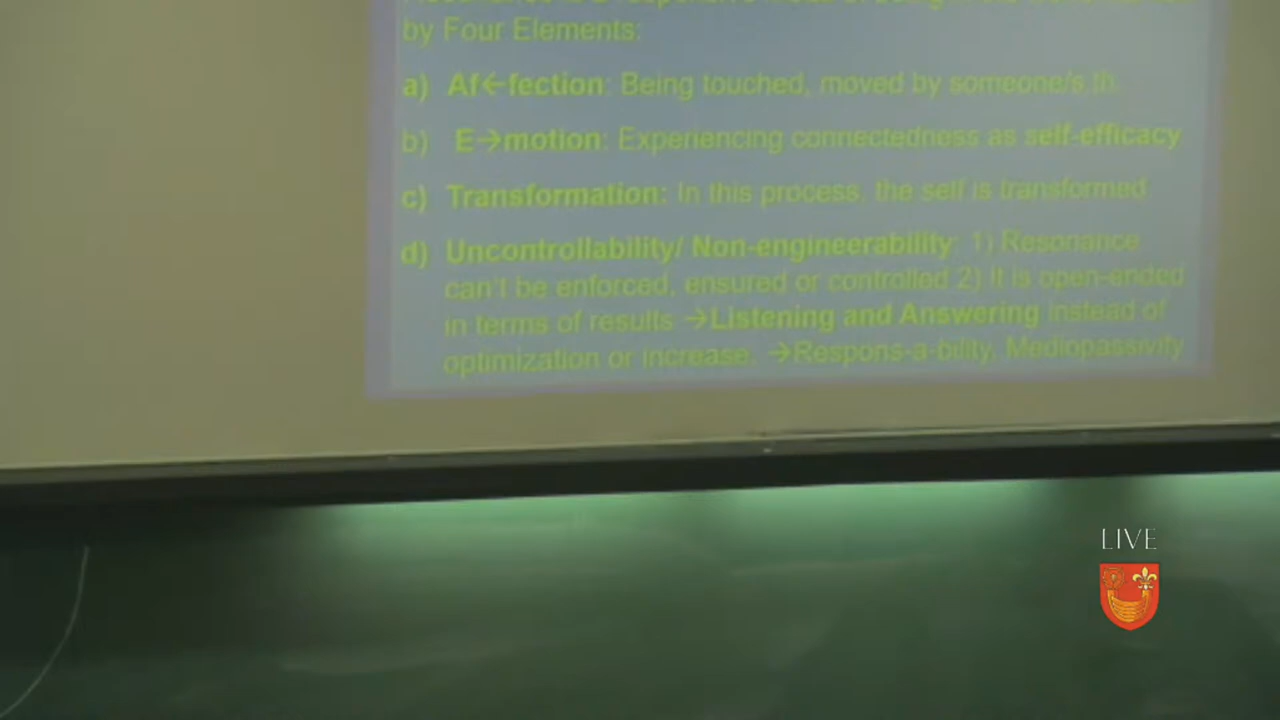 by Four Elements:
a) Af←fection: Being touched, moved by someone/s.th.
b) E→motion: Experiencing connectedness as self-efficacy
c) Transformation: In this process, the self is transformed
d) Uncontrollability/ Non-engineerability: 1) Resonance
can't be enforced, ensured or controlled 2) It is open-ended
in terms of results →Listening and Answering instead of
optimization or increase. →Respons-a-bility, Mediopassivity
LIVE